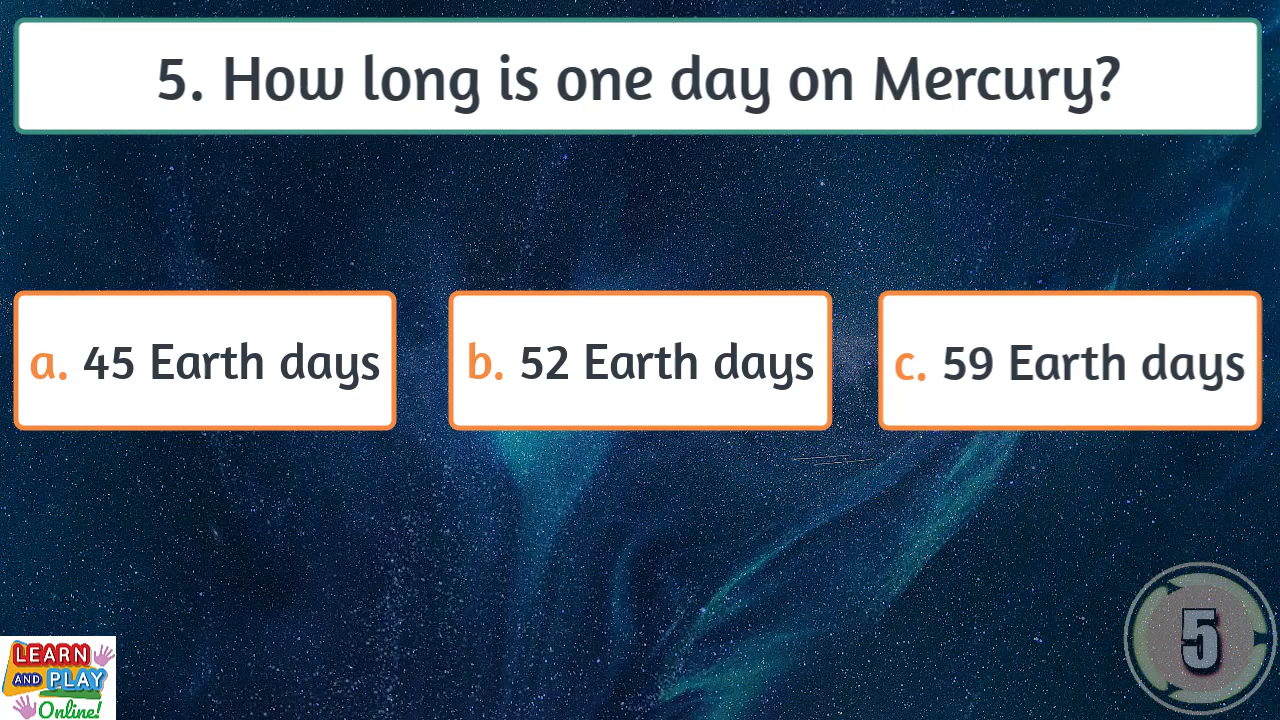 5. How long is one day on Mercury?
a. 45 Earth days
b. 52 Earth days
c. 59 Earth days
5
LEARN
AND PLAY
Online!